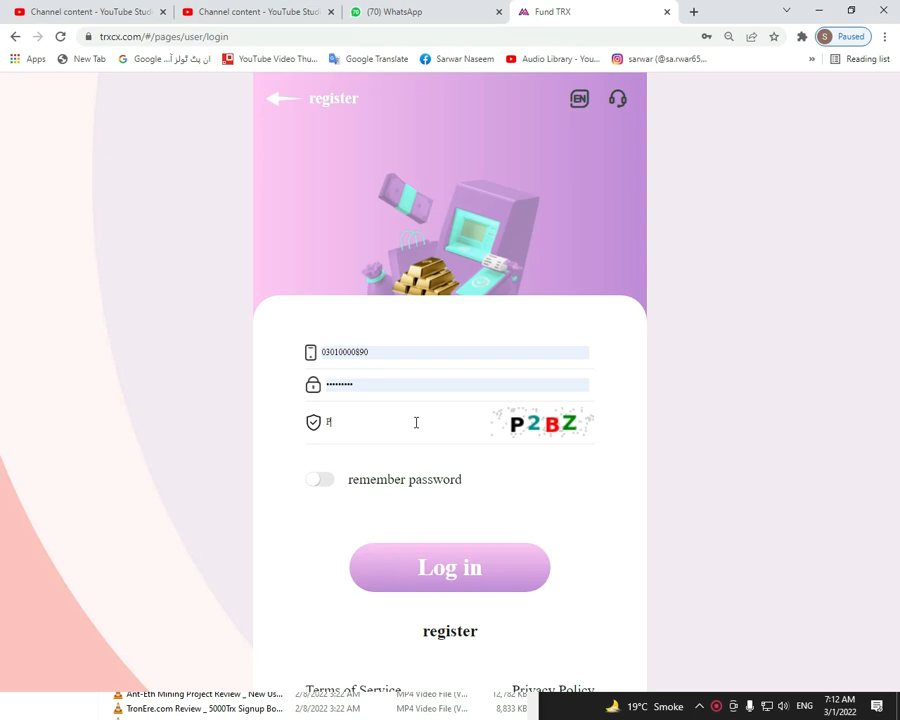 Channel content - YouTube Studi
Channel content - YouTube Studi
(70) WhatsApp
Fund TRX
trxcx.com/#/pages/user/login
Paused
Apps
New Tab
Google ...ان پٹ ٹولز آ
YouTube Video Thu...
Google Translate
Sarwar Naseem
Audio Library - You...
sarwar (@sa.rwar65...
»
Reading list
register
EN
03010000890
•••••••••
P
P2BZ
remember password
Log in
register
Terms of Service
Privacy Policy
Ant-Eth Mining Project Review _ New Us...
2/8/2022 3:22 AM
MP4 Video File (V...
12,782 KB
TronEre.com Review _ 5000Trx Signup Bo...
2/8/2022 3:22 AM
MP4 Video File (V...
8,833 KB
19°C Smoke
ENG
7:12 AM
3/1/2022